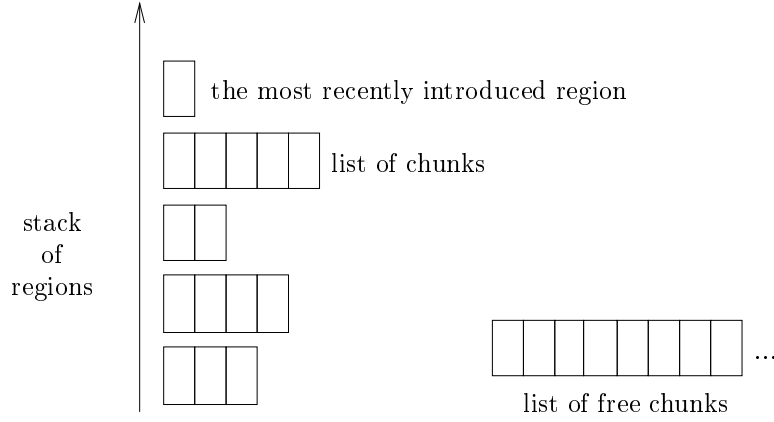 the most recently introduced region
list of chunks
stack
of
regions
...
list of free chunks